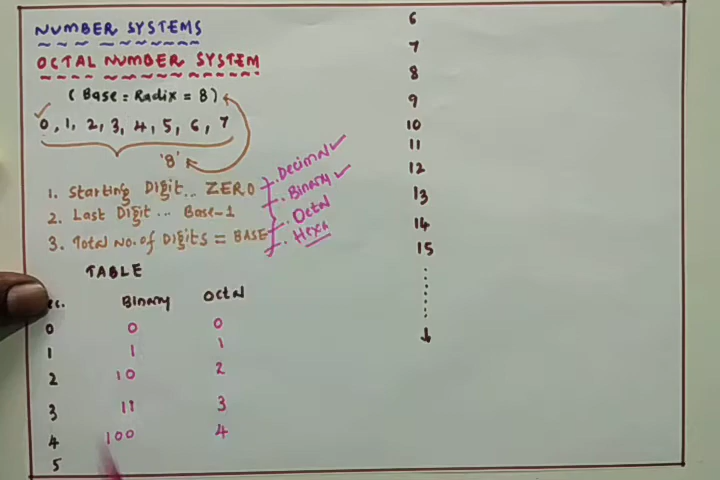 NUMBER SYSTEMS
OCTAL NUMBER SYSTEM
( Base = Radix = 8 )
0, 1, 2, 3, 4, 5, 6, 7
'8'
1. Starting Digit... ZERO
2. Last Digit ... Base-1
3. Total No. of Digits = BASE
. Decimal ✓
. Binary ✓
. Octal
. Hexa
TABLE
Binary Octal
0 0 0
1 1 1
2 10 2
3 11 3
4 100 4
5
6
7
8
9
10
11
12
13
14
15